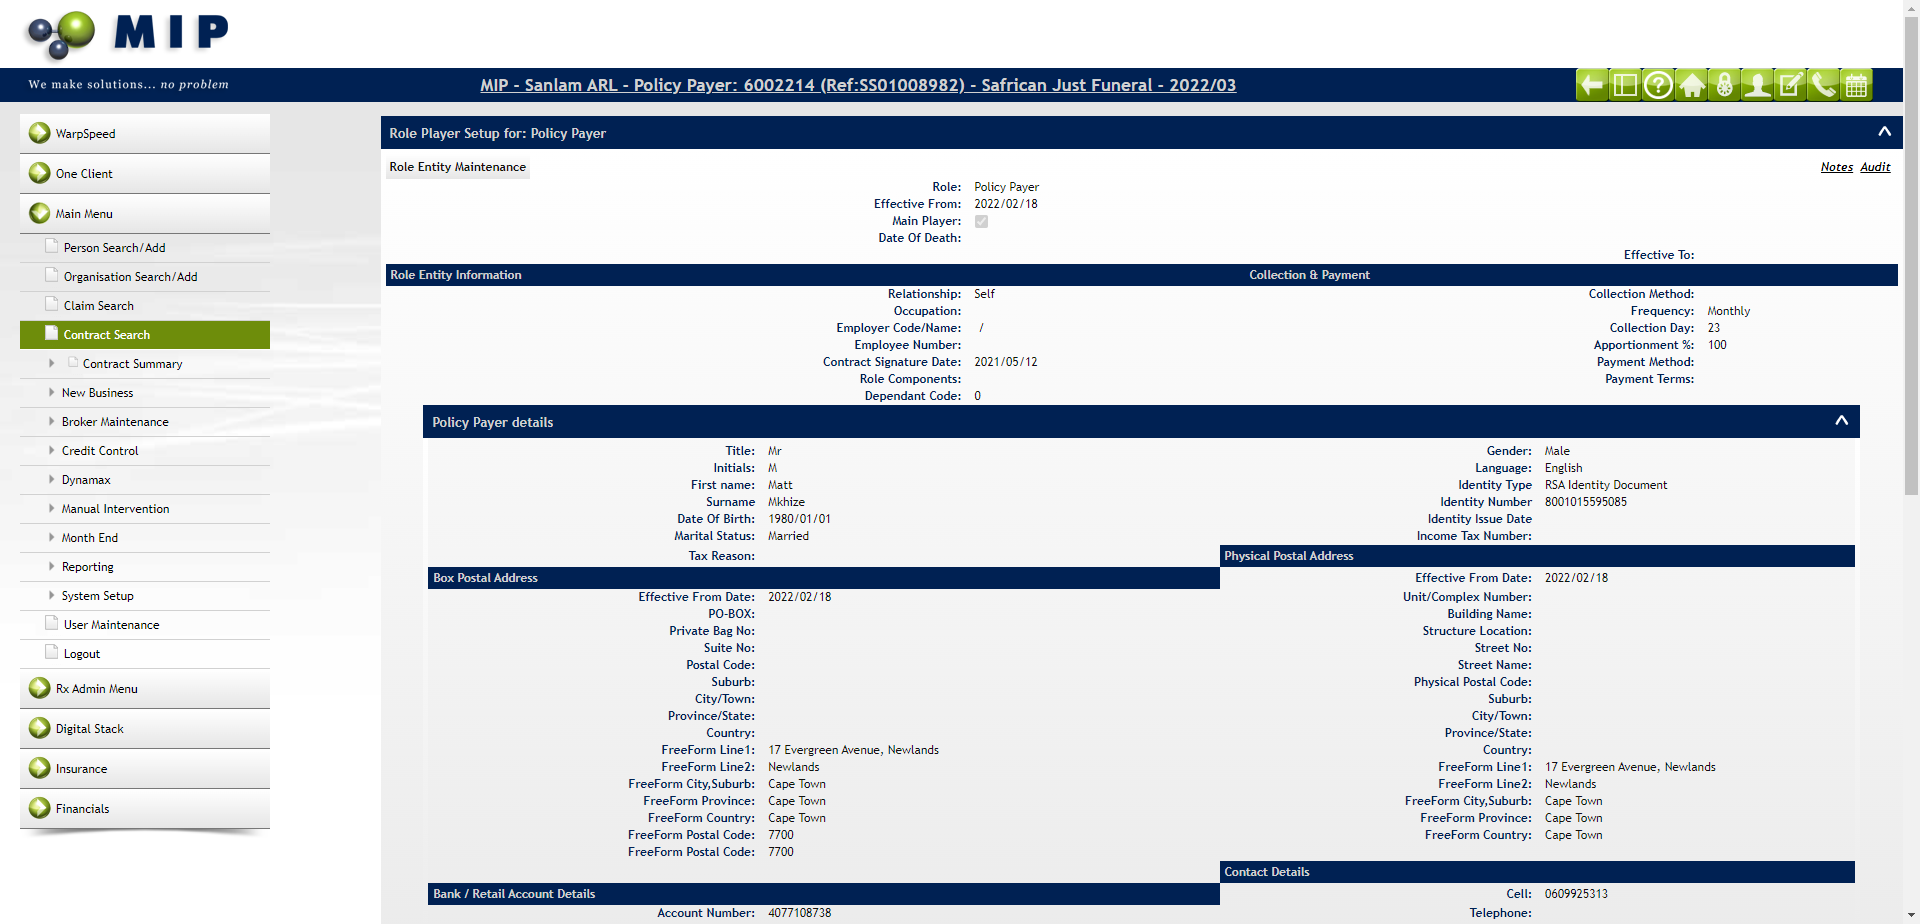 MIP
We make solutions... no problem
MIP - Sanlam ARL - Policy Payer: 6002214 (Ref:SS01008982) - Safrican Just Funeral - 2022/03
WarpSpeed
One Client
Main Menu
Person Search/Add
Organisation Search/Add
Claim Search
Contract Search
Contract Summary
New Business
Broker Maintenance
Credit Control
Dynamax
Manual Intervention
Month End
Reporting
System Setup
User Maintenance
Logout
Rx Admin Menu
Digital Stack
Insurance
Financials
Role Player Setup for: Policy Payer
Role Entity Maintenance
Notes Audit
Role: Policy Payer
Effective From: 2022/02/18
Main Player:
Date Of Death:
Effective To:
Role Entity Information
Relationship: Self
Occupation:
Employer Code/Name: /
Employee Number:
Contract Signature Date: 2021/05/12
Role Components:
Dependant Code: 0
Collection & Payment
Collection Method:
Frequency: Monthly
Collection Day: 23
Apportionment %: 100
Payment Method:
Payment Terms:
Policy Payer details
Title: Mr
Initials: M
First name: Matt
Surname Mkhize
Date Of Birth: 1980/01/01
Marital Status: Married
Tax Reason:
Gender: Male
Language: English
Identity Type RSA Identity Document
Identity Number 8001015595085
Identity Issue Date
Income Tax Number:
Box Postal Address
Effective From Date: 2022/02/18
PO-BOX:
Private Bag No:
Suite No:
Postal Code:
Suburb:
City/Town:
Province/State:
Country:
FreeForm Line1: 17 Evergreen Avenue, Newlands
FreeForm Line2: Newlands
FreeForm City,Suburb: Cape Town
FreeForm Province: Cape Town
FreeForm Country: Cape Town
FreeForm Postal Code: 7700
FreeForm Postal Code: 7700
Physical Postal Address
Effective From Date: 2022/02/18
Unit/Complex Number:
Building Name:
Structure Location:
Street No:
Street Name:
Physical Postal Code:
Suburb:
City/Town:
Province/State:
Country:
FreeForm Line1: 17 Evergreen Avenue, Newlands
FreeForm Line2: Newlands
FreeForm City,Suburb: Cape Town
FreeForm Province: Cape Town
FreeForm Country: Cape Town
Bank / Retail Account Details
Account Number: 4077108738
Contact Details
Cell: 0609925313
Telephone: